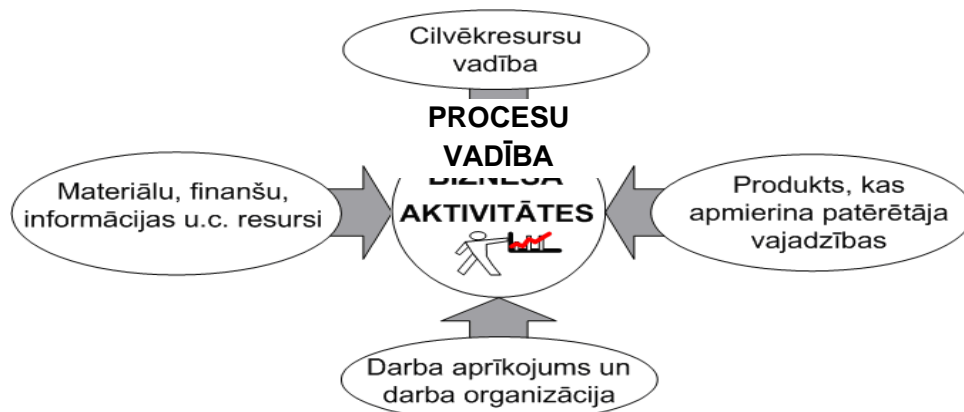 Cilvēkresursu
vadība
PROCESU
VADĪBA
Materiālu, finanšu,
informācijas u.c. resursi
BIZNESA
AKTIVITĀTES
Produkts, kas
apmierina patērētāja
vajadzības
Darba aprīkojums un
darba organizācija